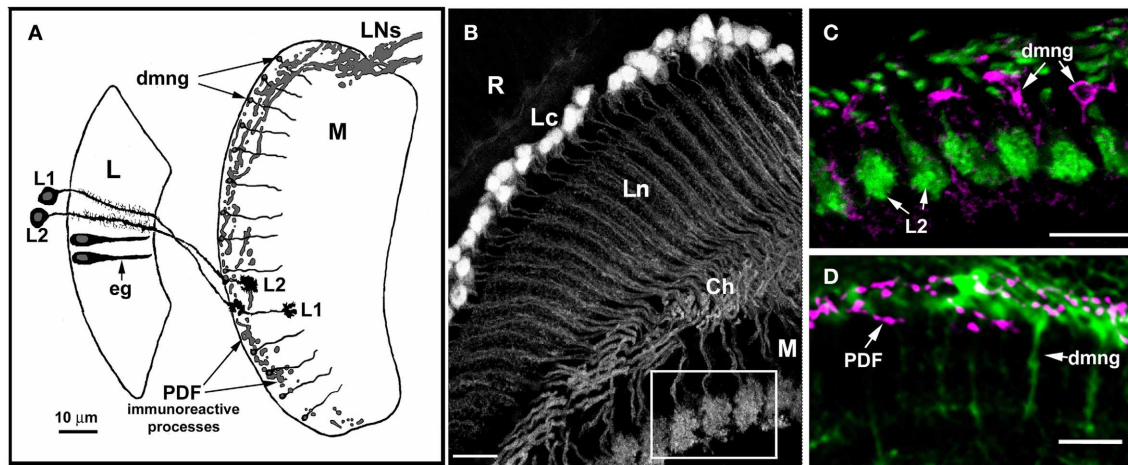 A
LNs
dmng
M
L
L1
L2
L2
L1
eg
PDF
immunoreactive
processes
10 μm
B
R
Lc
Ln
Ch
M
C
dmng
L2
D
PDF
dmng